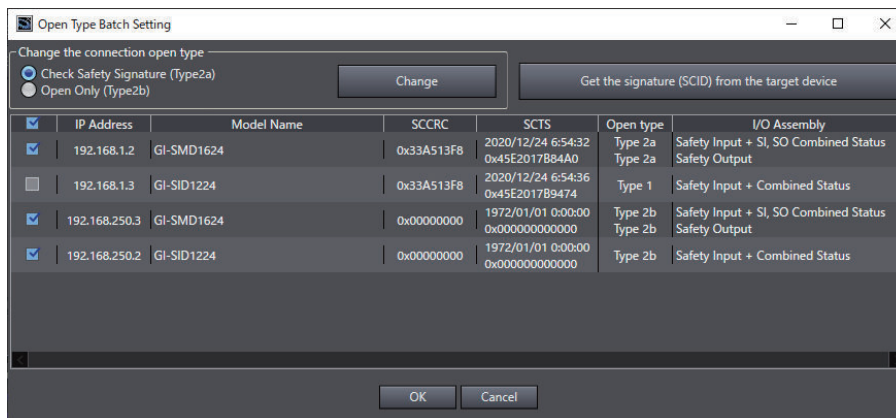 Open Type Batch Setting
Change the connection open type
Check Safety Signature (Type2a)
Open Only (Type2b)
Change
Get the signature (SCID) from the target device
IP Address Model Name SCCRC SCTS Open type I/O Assembly
192.168.1.2 GI-SMD1624 0x33A513F8 2020/12/24 6:54:32 Type 2a Safety Input + SI, SO Combined Status
0x45E2017B84A0 Type 2a Safety Output
192.168.1.3 GI-SID1224 0x33A513F8 2020/12/24 6:54:36 Type 1 Safety Input + Combined Status
0x45E2017B9474
192.168.250.3 GI-SMD1624 0x00000000 1972/01/01 0:00:00 Type 2b Safety Input + SI, SO Combined Status
0x000000000000 Type 2b Safety Output
192.168.250.2 GI-SID1224 0x00000000 1972/01/01 0:00:00 Type 2b Safety Input + Combined Status
0x000000000000
OK Cancel